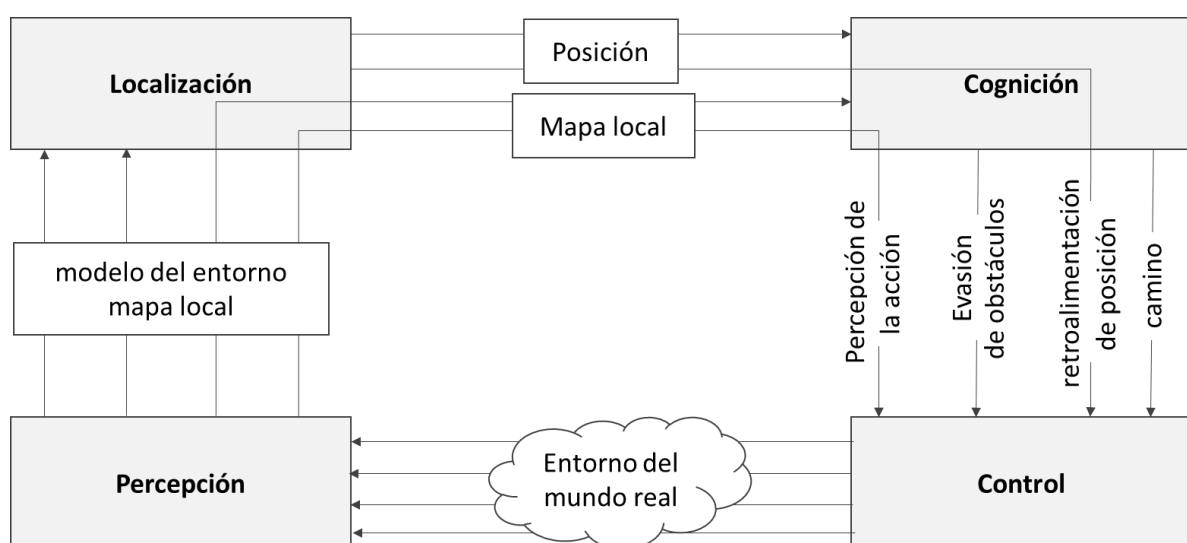 Posición
Localización
Cognición
Mapa local
modelo del entorno
mapa local
Percepción de
la acción
Evasión
de obstáculos
retroalimentación
de posición
camino
Percepción
Entorno del
mundo real
Control